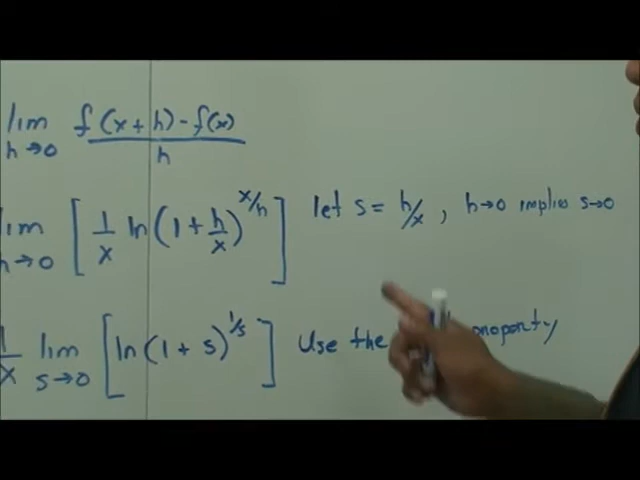 lim h→0 f(x+h)-f(x) / h
lim h→0 [ 1/x ln(1+h/x)^x/h ] let s = h/x, h→0 implies s→0
1/x lim s→0 [ ln(1+s)^1/s ] Use the